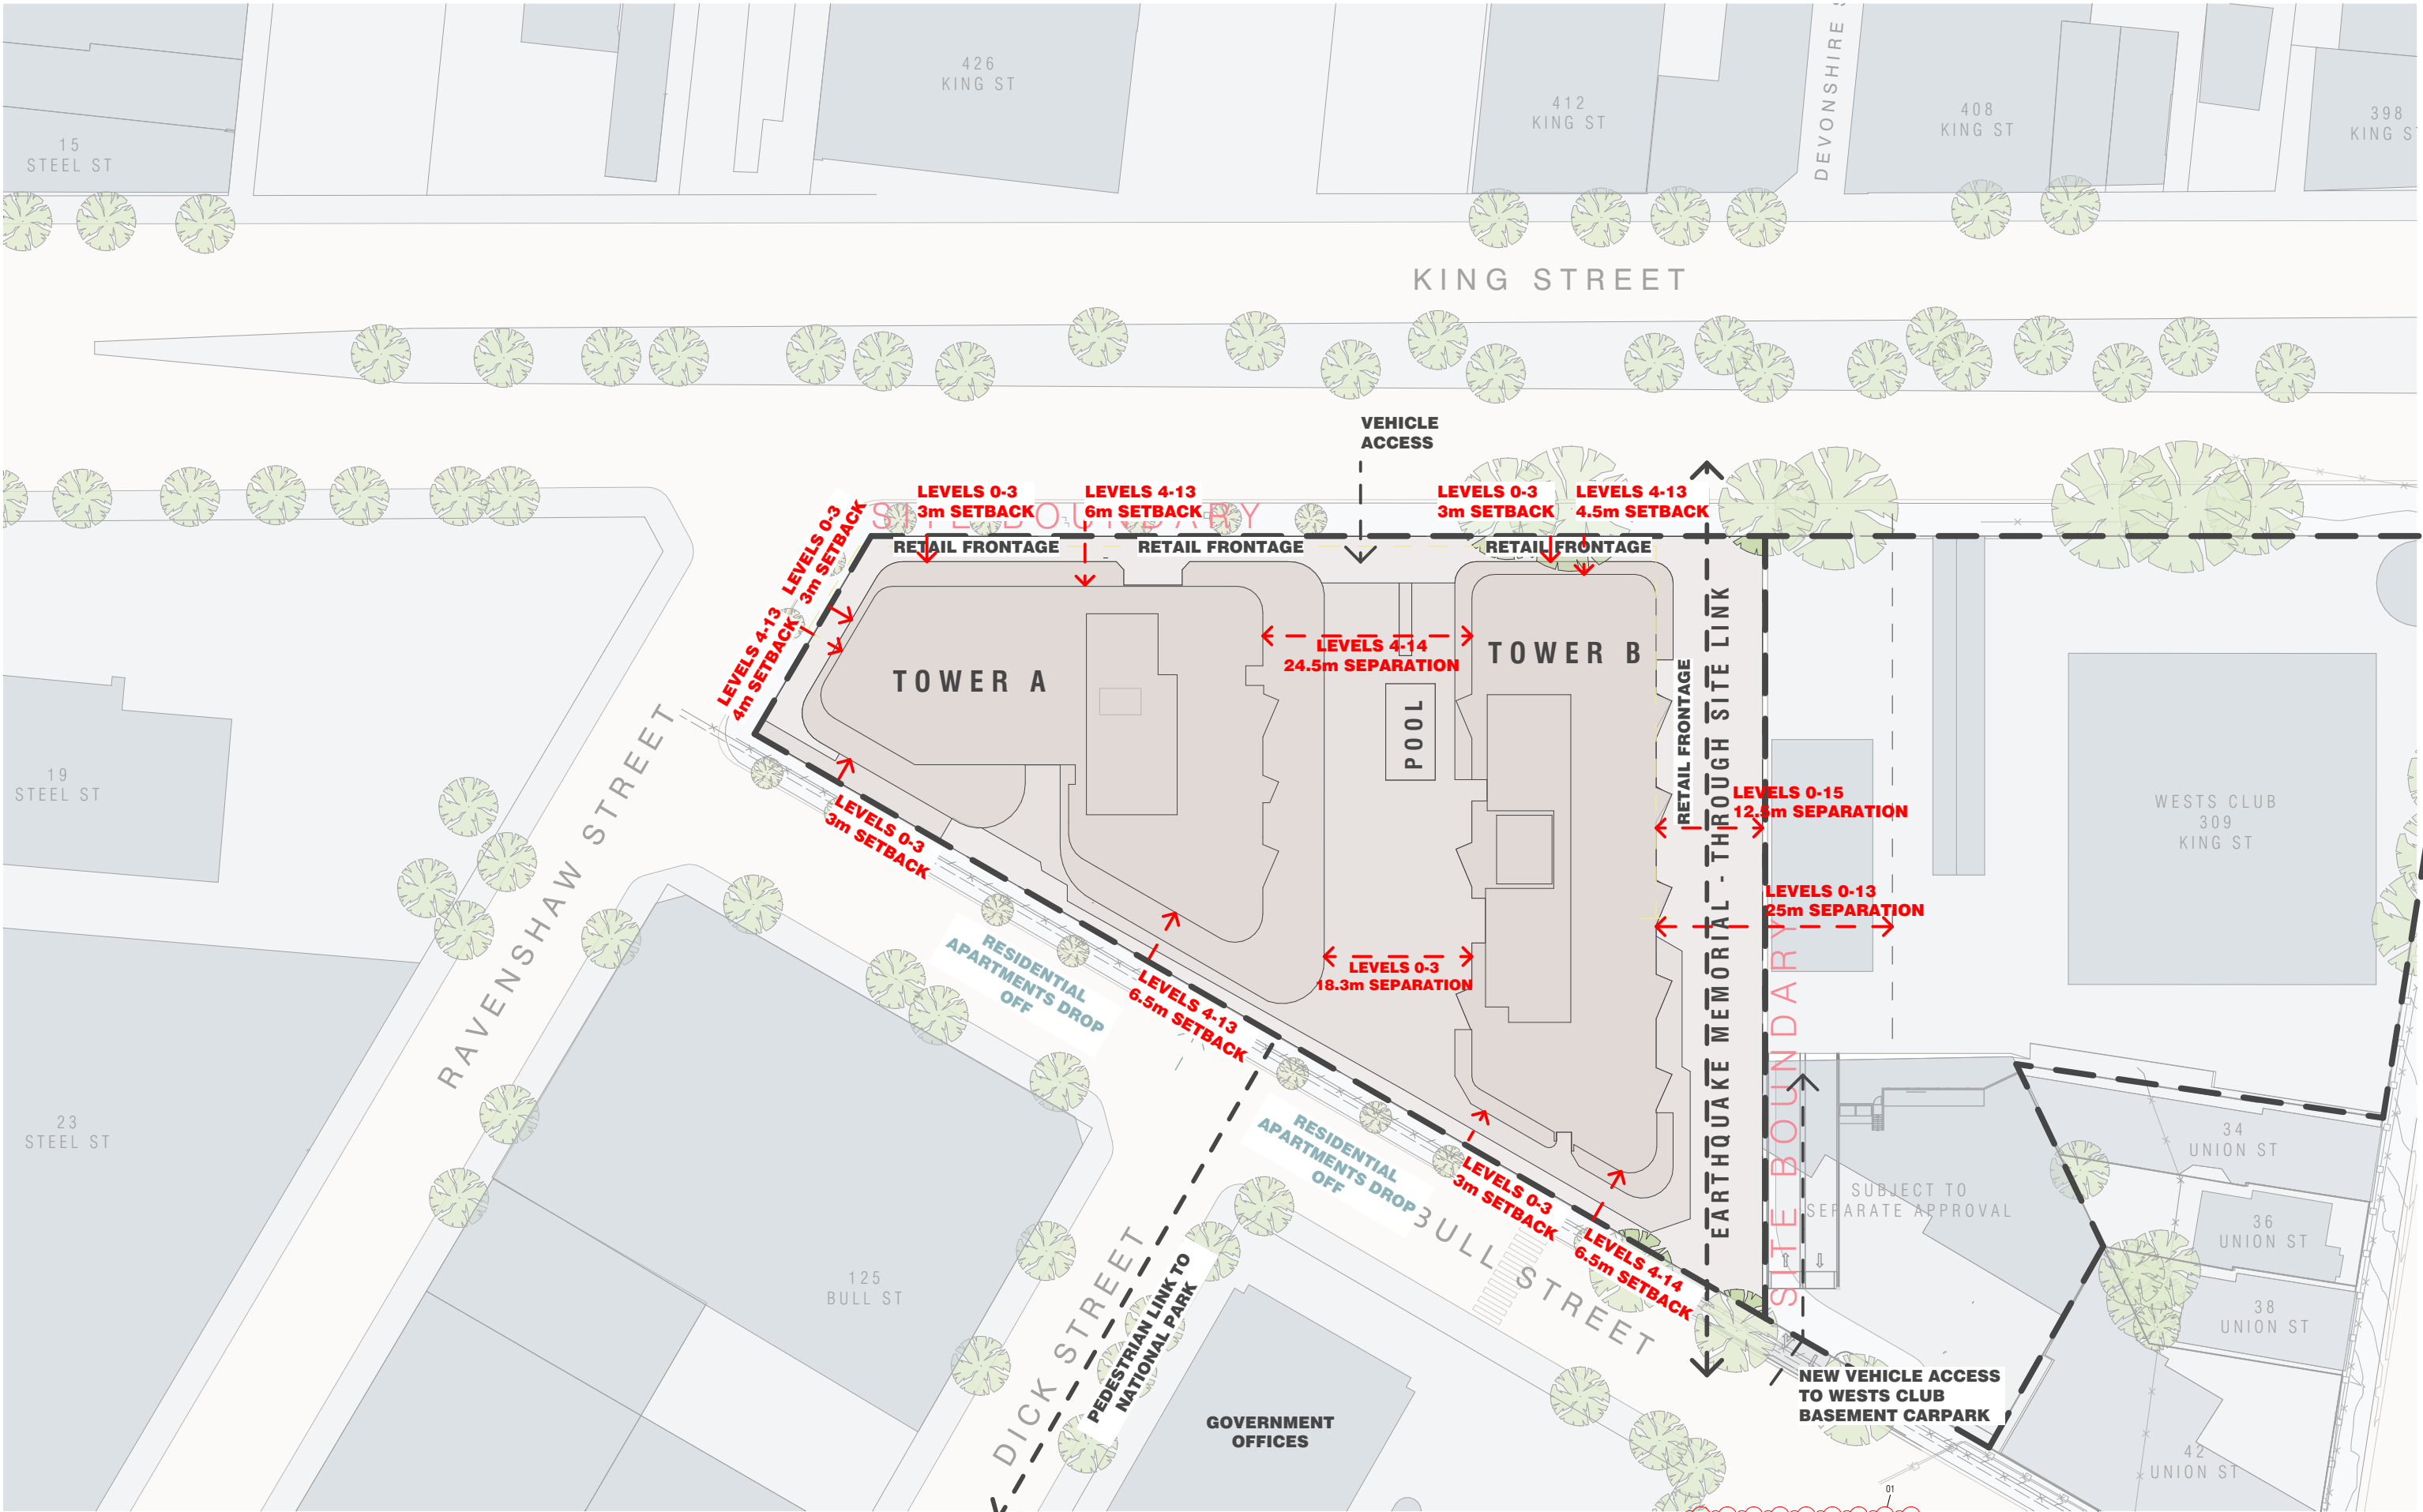 426
KING ST
412
KING ST
DEVONSHIRE
408
KING ST
398
KING S
15
STEEL ST
KING STREET
VEHICLE
ACCESS
SITE BOUNDARY
LEVELS 0-3
3m SETBACK
LEVELS 4-13
6m SETBACK
LEVELS 0-3
3m SETBACK
LEVELS 4-13
4.5m SETBACK
RETAIL FRONTAGE
RETAIL FRONTAGE
RETAIL FRONTAGE
LEVELS 0-3
3m SETBACK
LEVELS 4-13
4m SETBACK
TOWER A
LEVELS 4-14
24.5m SEPARATION
TOWER B
POOL
RETAIL FRONTAGE
EARTHQUAKE MEMORIAL - THROUGH SITE LINK
LEVELS 0-15
12.5m SEPARATION
LEVELS 0-13
25m SEPARATION
SITE BOUNDARY
WESTS CLUB
309
KING ST
19
STEEL ST
RAVENSHAW STREET
LEVELS 0-3
3m SETBACK
RESIDENTIAL
APARTMENTS DROP
OFF
LEVELS 4-13
6.5m SETBACK
LEVELS 0-3
18.3m SEPARATION
23
STEEL ST
RESIDENTIAL
APARTMENTS DROP
OFF
LEVELS 0-3
3m SETBACK
LEVELS 4-14
6.5m SETBACK
BULL STREET
SUBJECT TO
SEPARATE APPROVAL
34
UNION ST
36
UNION ST
38
UNION ST
42
UNION ST
125
BULL ST
DICK STREET
PEDESTRIAN LINK TO
NATIONAL PARK
GOVERNMENT
OFFICES
NEW VEHICLE ACCESS
TO WESTS CLUB
BASEMENT CARPARK
01